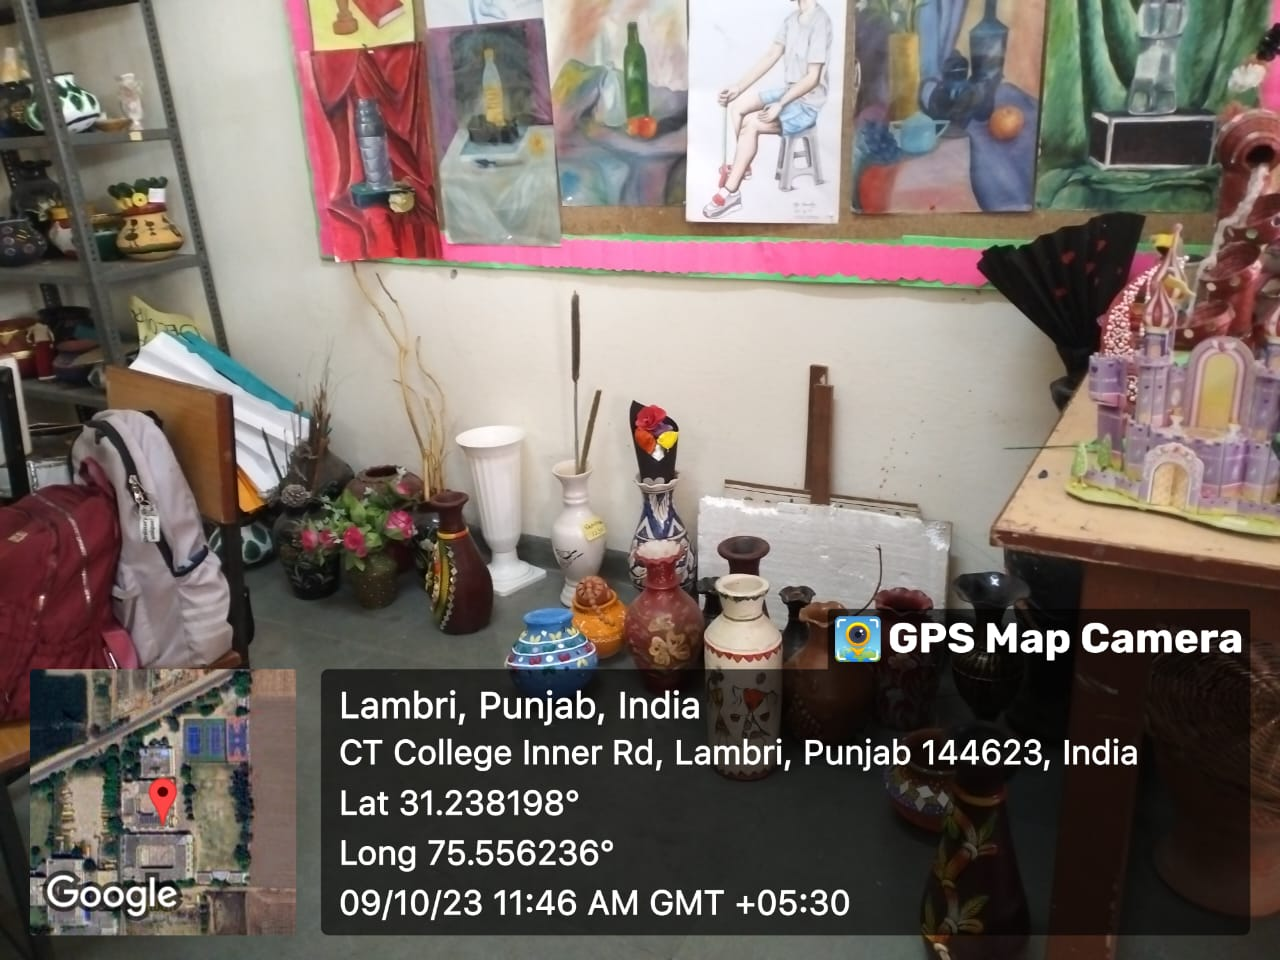 GPS Map Camera
Lambri, Punjab, India
CT College Inner Rd, Lambri, Punjab 144623, India
Lat 31.238198°
Long 75.556236°
09/10/23 11:46 AM GMT +05:30
Google